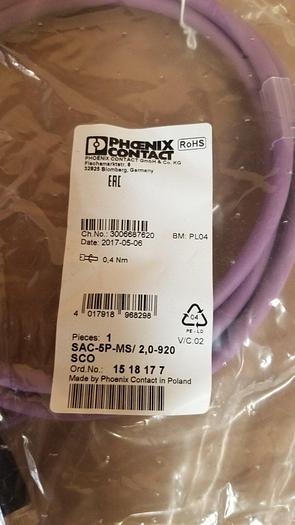 PHŒNIX
CONTACT
RoHS
PHOENIX CONTACT GmbH & Co. KG
Flachsmarktstr. 8
32825 Blomberg, Germany
EAC
Ch.No.: 3006687620
BM: PL04
Date: 2017-05-06
0,4 Nm
4 017918 968298
04
PE-LD
Pieces: 1
V/C:02
SAC-5P-MS/ 2,0-920
SCO
Ord.No.: 15 18 17 7
Made by Phoenix Contact in Poland